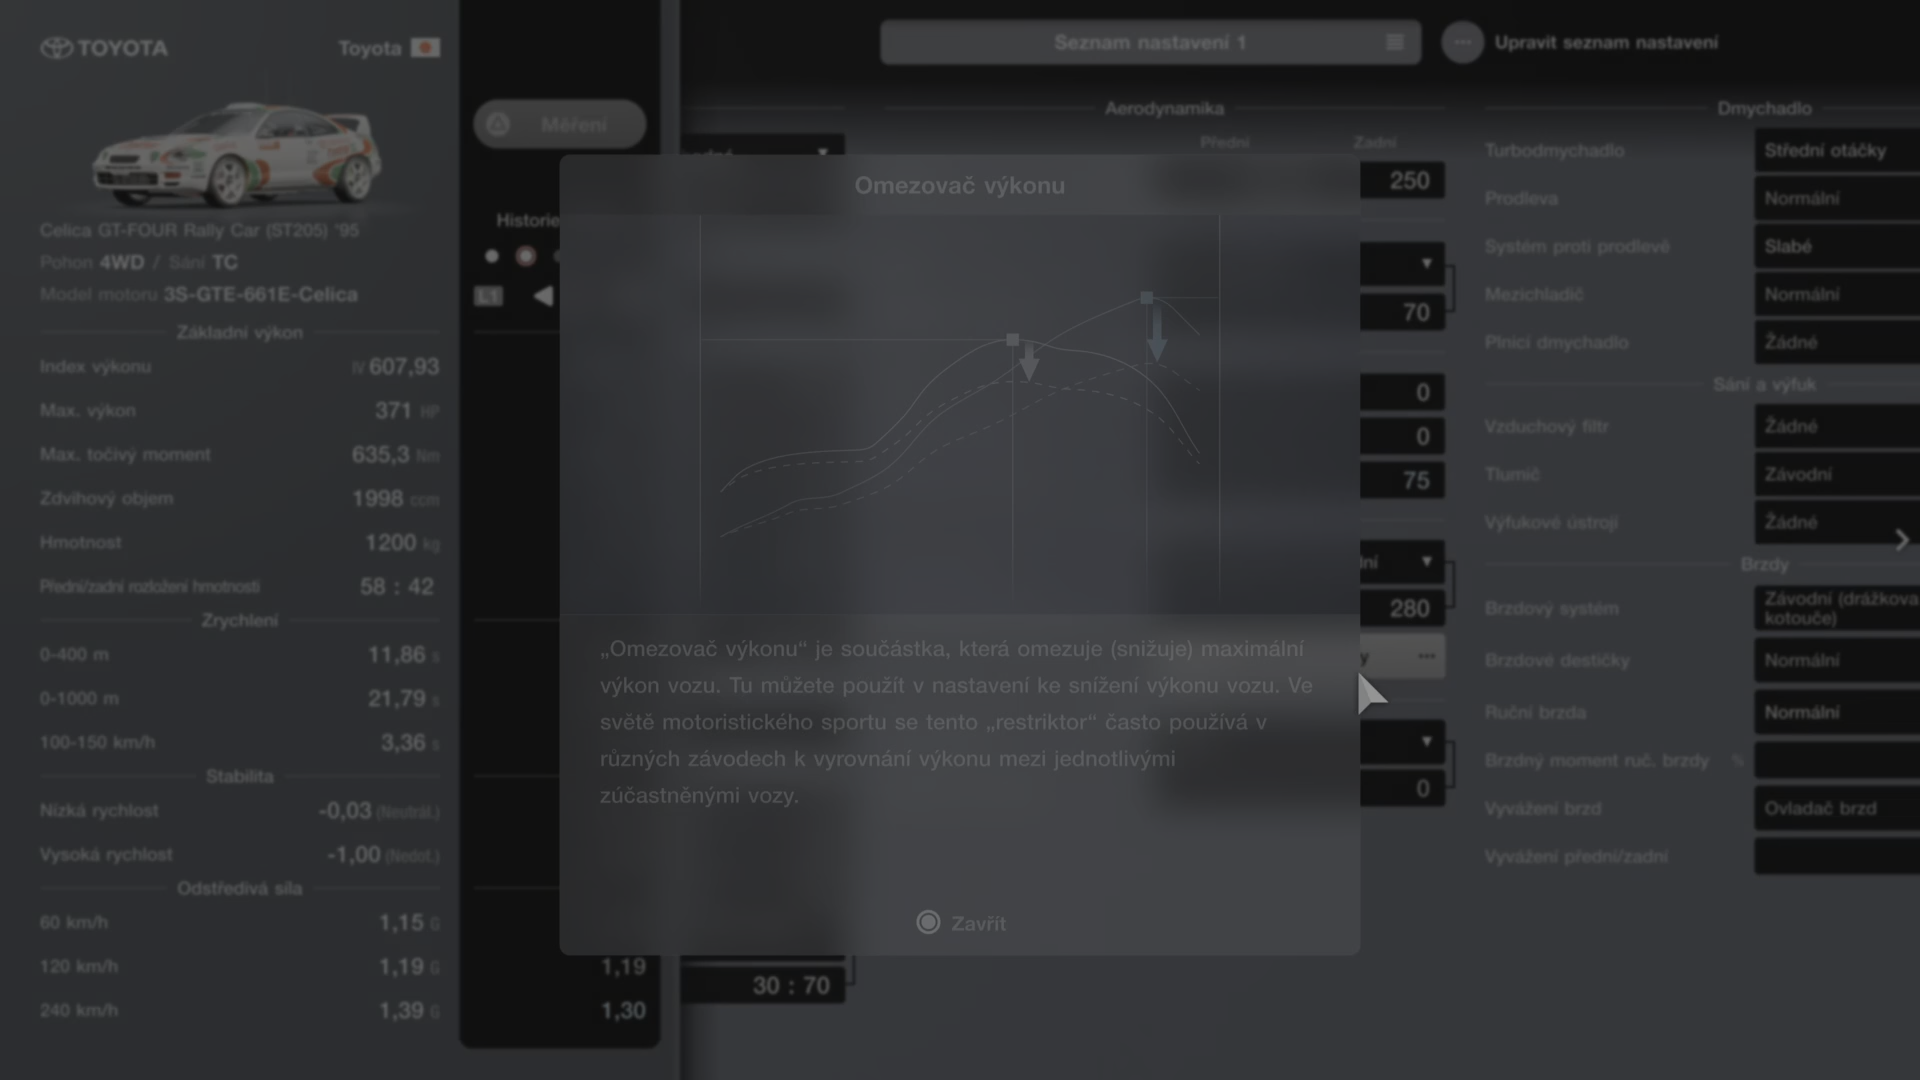 TOYOTA
Toyota
Celica GT-FOUR Rally Car (ST205) '95
Pohon 4WD / Sání TC
Model motoru 3S-GTE-661E-Celica
Základní výkon
Index výkonu IV 607,93
Max. výkon 371 HP
Max. točivý moment 635,3 Nm
Zdvihový objem 1998 ccm
Hmotnost 1200 kg
Přední/zadní rozložení hmotnosti 58 : 42
Zrychlení
0-400 m 11,86 s
0-1000 m 21,79 s
100-150 km/h 3,36 s
Stabilita
Nízká rychlost -0,03 (Neutrál.)
Vysoká rychlost -1,00 (Nedot.)
Odstředivá síla
60 km/h 1,15 G
120 km/h 1,19 G
240 km/h 1,39 G
Měření
Historie
L1
1,19
1,30
30 : 70
Seznam nastavení 1
Upravit seznam nastavení
Aerodynamika
Přední Zadní
250
70
0
0
75
280
0
Omezovač výkonu
„Omezovač výkonu“ je součástka, která omezuje (snižuje) maximální
výkon vozu. Tu můžete použít v nastavení ke snížení výkonu vozu. Ve
světě motoristického sportu se tento „restriktor“ často používá v
různých závodech k vyrovnání výkonu mezi jednotlivými
zúčastněnými vozy.
Zavřít
Dmychadlo
Turbodmychadlo Střední otáčky
Prodleva Normální
Systém proti prodlevě Slabé
Mezichladič Normální
Plnicí dmychadlo Žádné
Sání a výfuk
Vzduchový filtr Žádné
Tlumič Závodní
Výfukové ústrojí Žádné
Brzdy
Brzdový systém Závodní (drážkova
kotouče)
Brzdové destičky Normální
Ruční brzda Normální
Brzdný moment ruč. brzdy %
Vyvážení brzd Ovladač brzd
Vyvážení přední/zadní